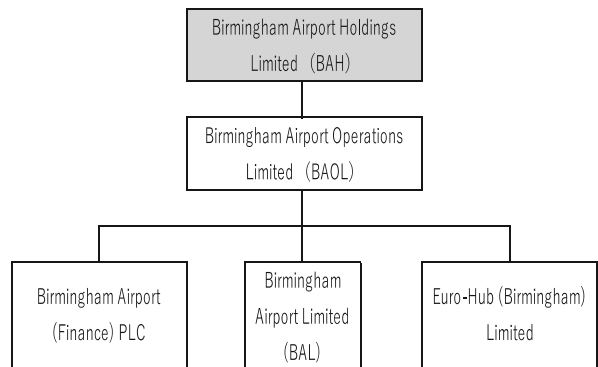 Birmingham Airport Holdings
Limited (BAH)
Birmingham Airport Operations
Limited (BAOL)
Birmingham Airport
(Finance) PLC
Birmingham
Airport Limited
(BAL)
Euro-Hub (Birmingham)
Limited